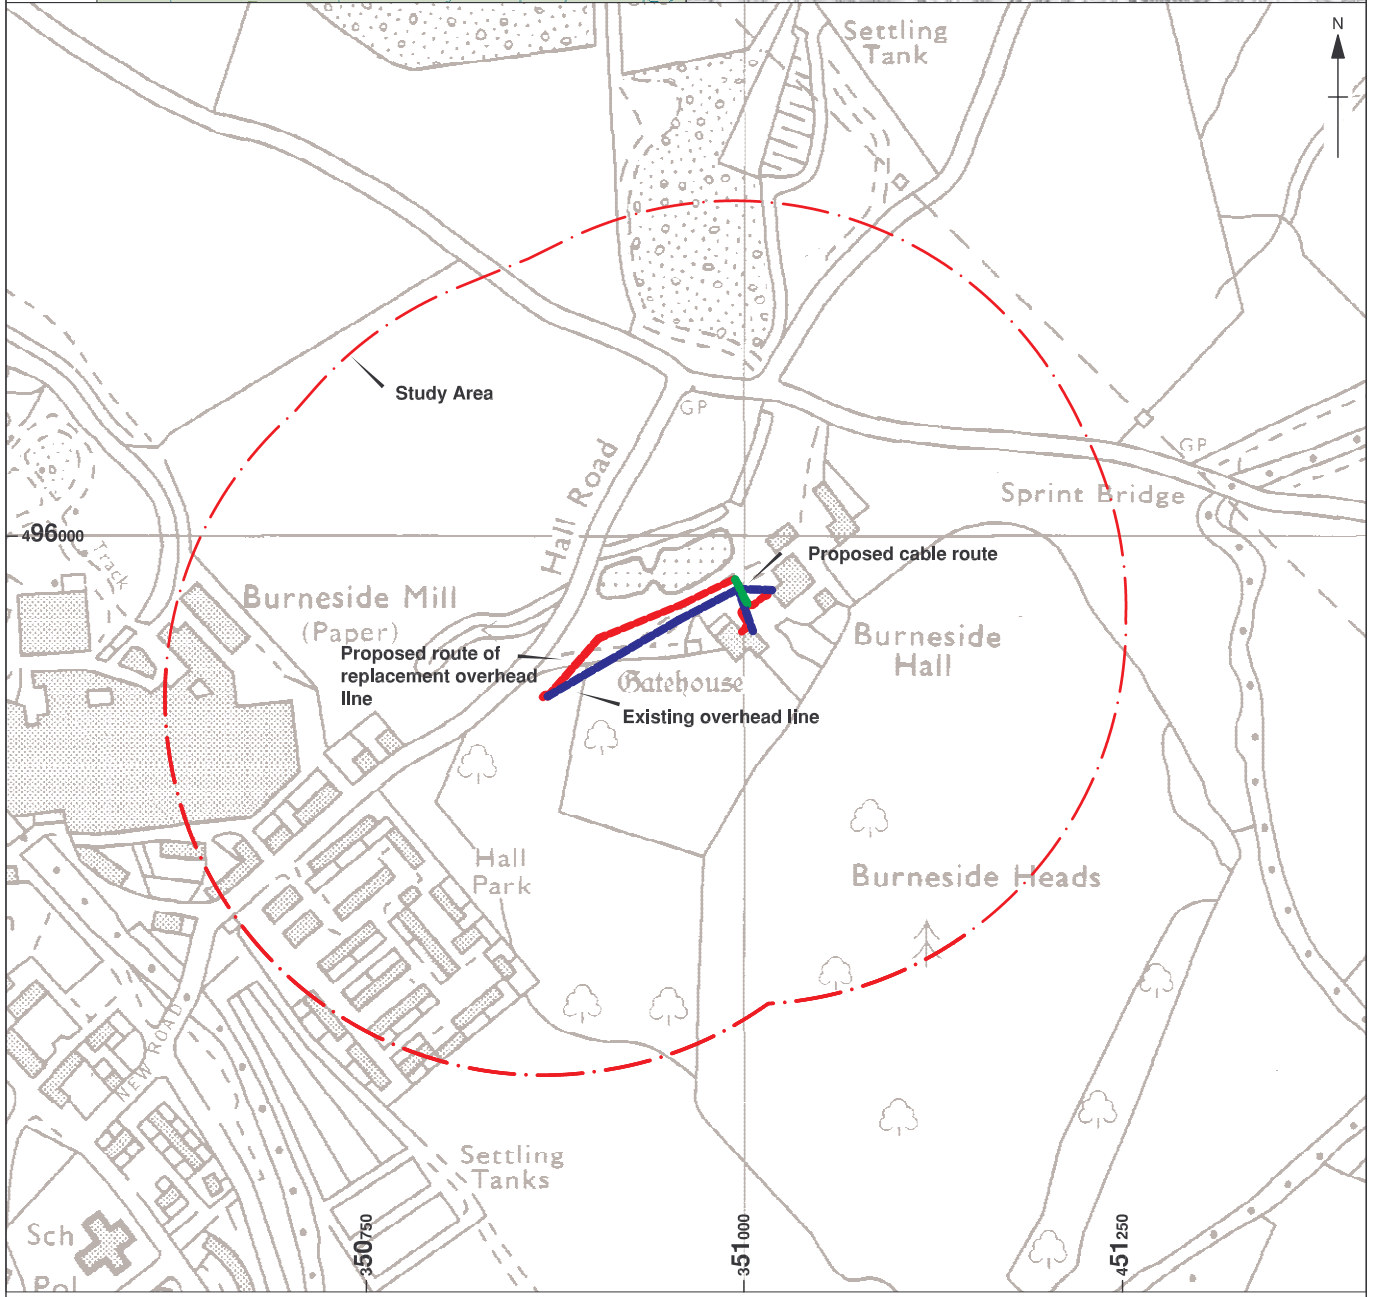 Settling
Tank
N
Study Area
GP
Hall Road
GP
Sprint Bridge
496000
Track
Proposed cable route
Burneside Mill
(Paper)
Burneside
Hall
Proposed route of
replacement overhead
lIne
Gatehouse
Existing overhead line
Hall
Park
Burneside Heads
NEW ROAD
Settling
Tanks
Sch
Pol
350750
351000
451250